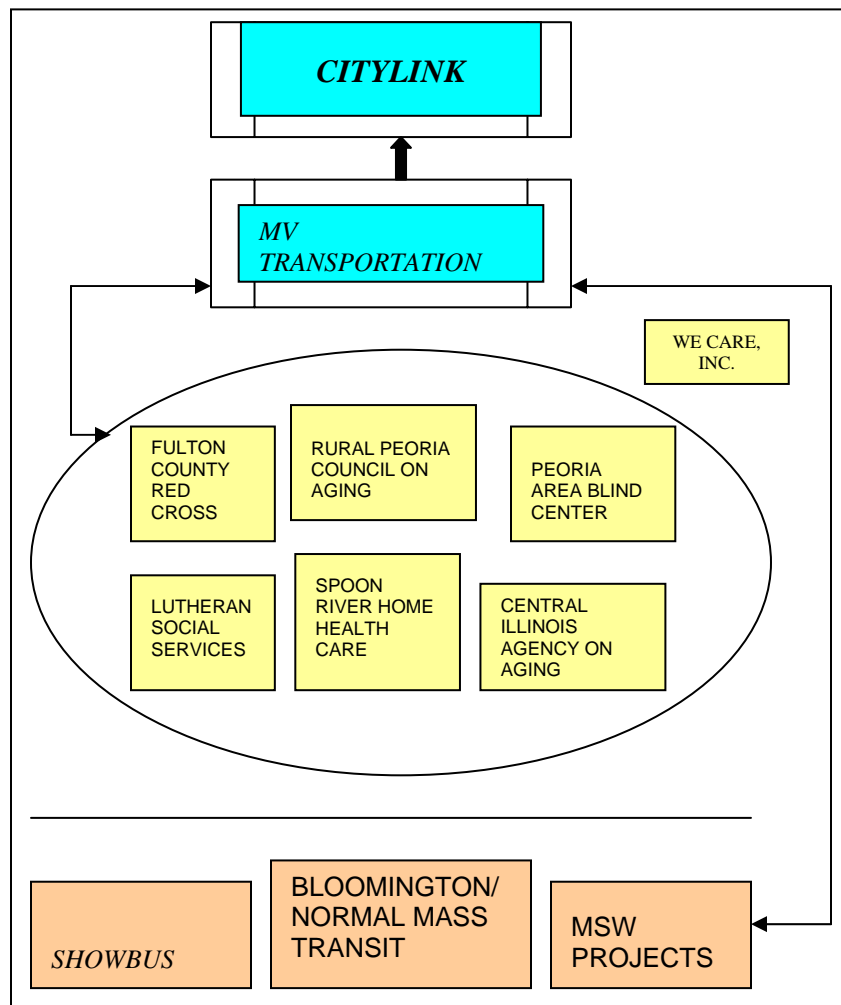 CITYLINK
MV
TRANSPORTATION
WE CARE,
INC.
FULTON
COUNTY
RED
CROSS
RURAL PEORIA
COUNCIL ON
AGING
PEORIA
AREA BLIND
CENTER
LUTHERAN
SOCIAL
SERVICES
SPOON
RIVER HOME
HEALTH
CARE
CENTRAL
ILLINOIS
AGENCY ON
AGING
SHOWBUS
BLOOMINGTON/
NORMAL MASS
TRANSIT
MSW
PROJECTS